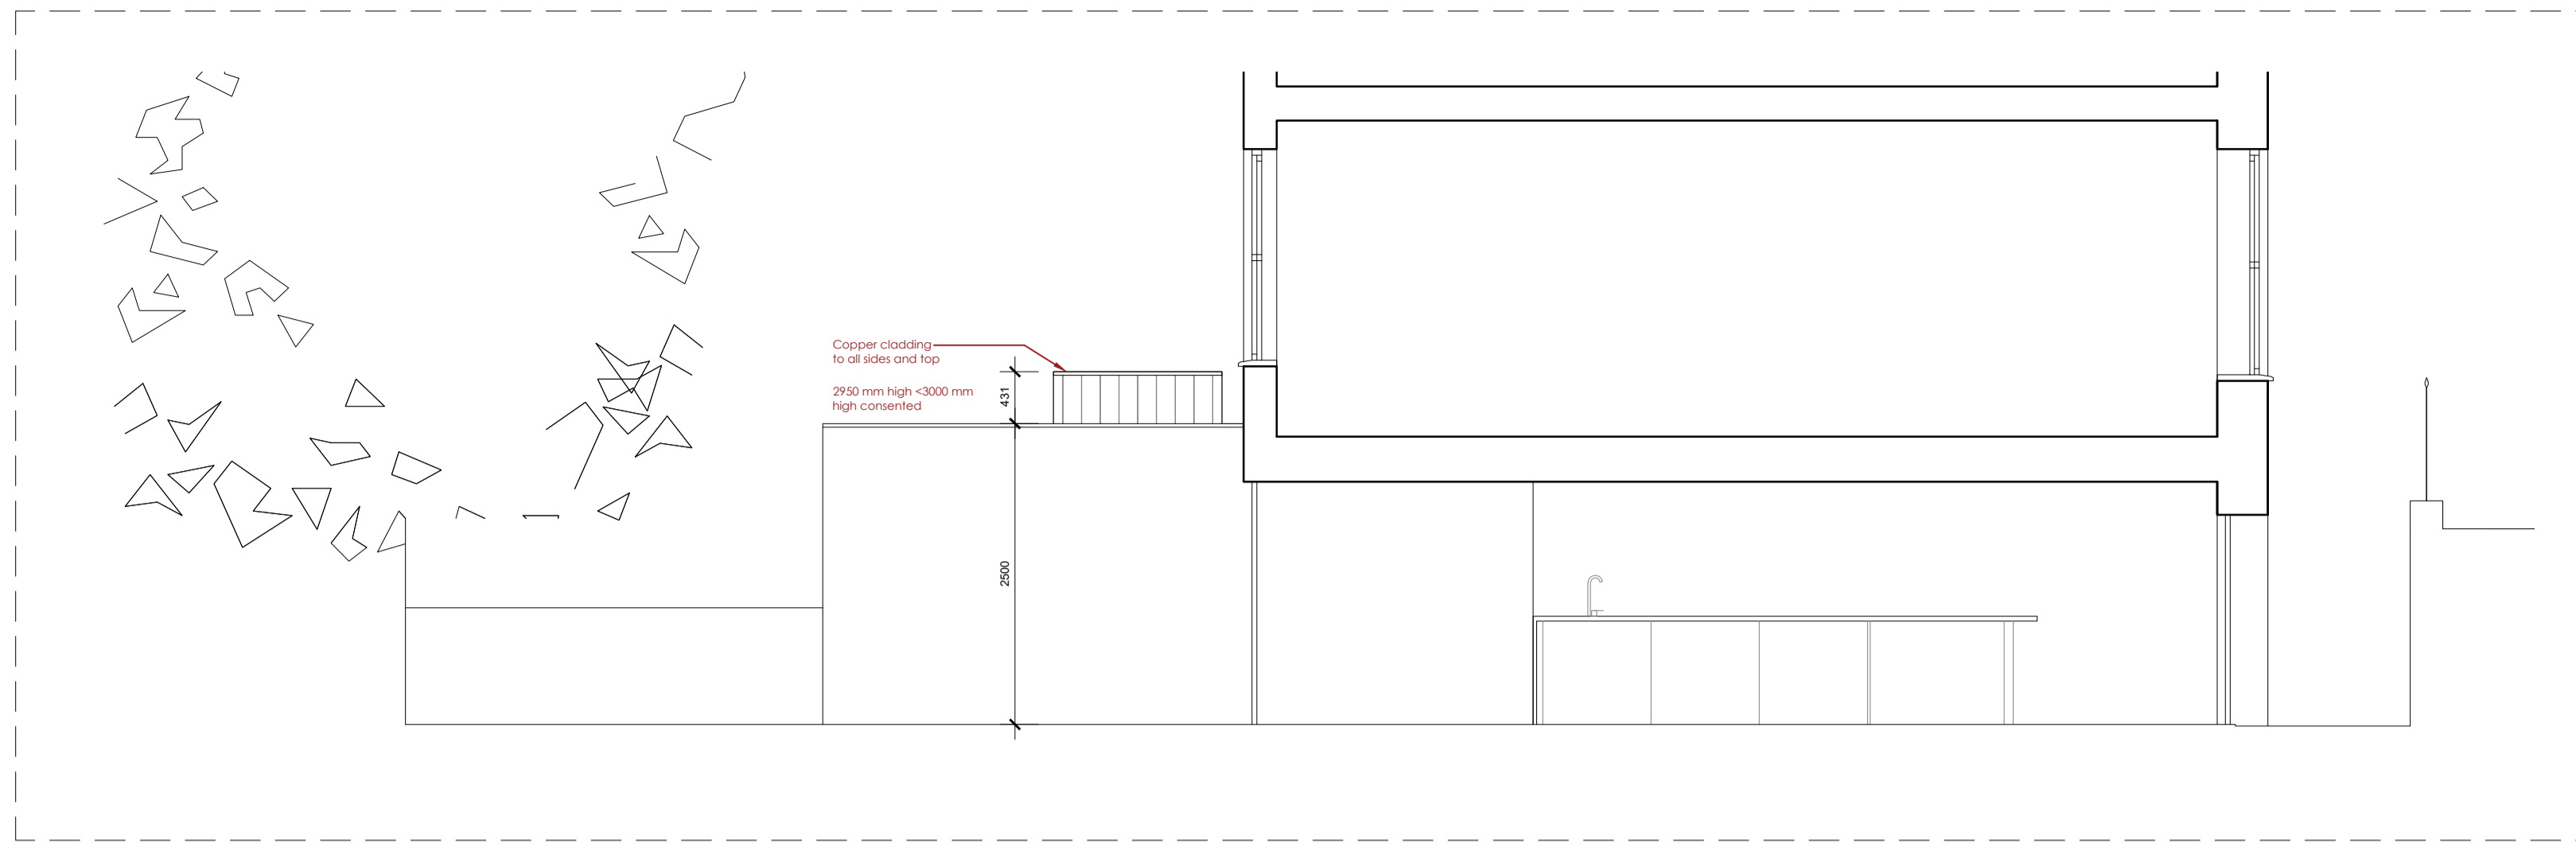 Copper cladding
to all sides and top
2950 mm high <3000 mm
high consented
431
2500